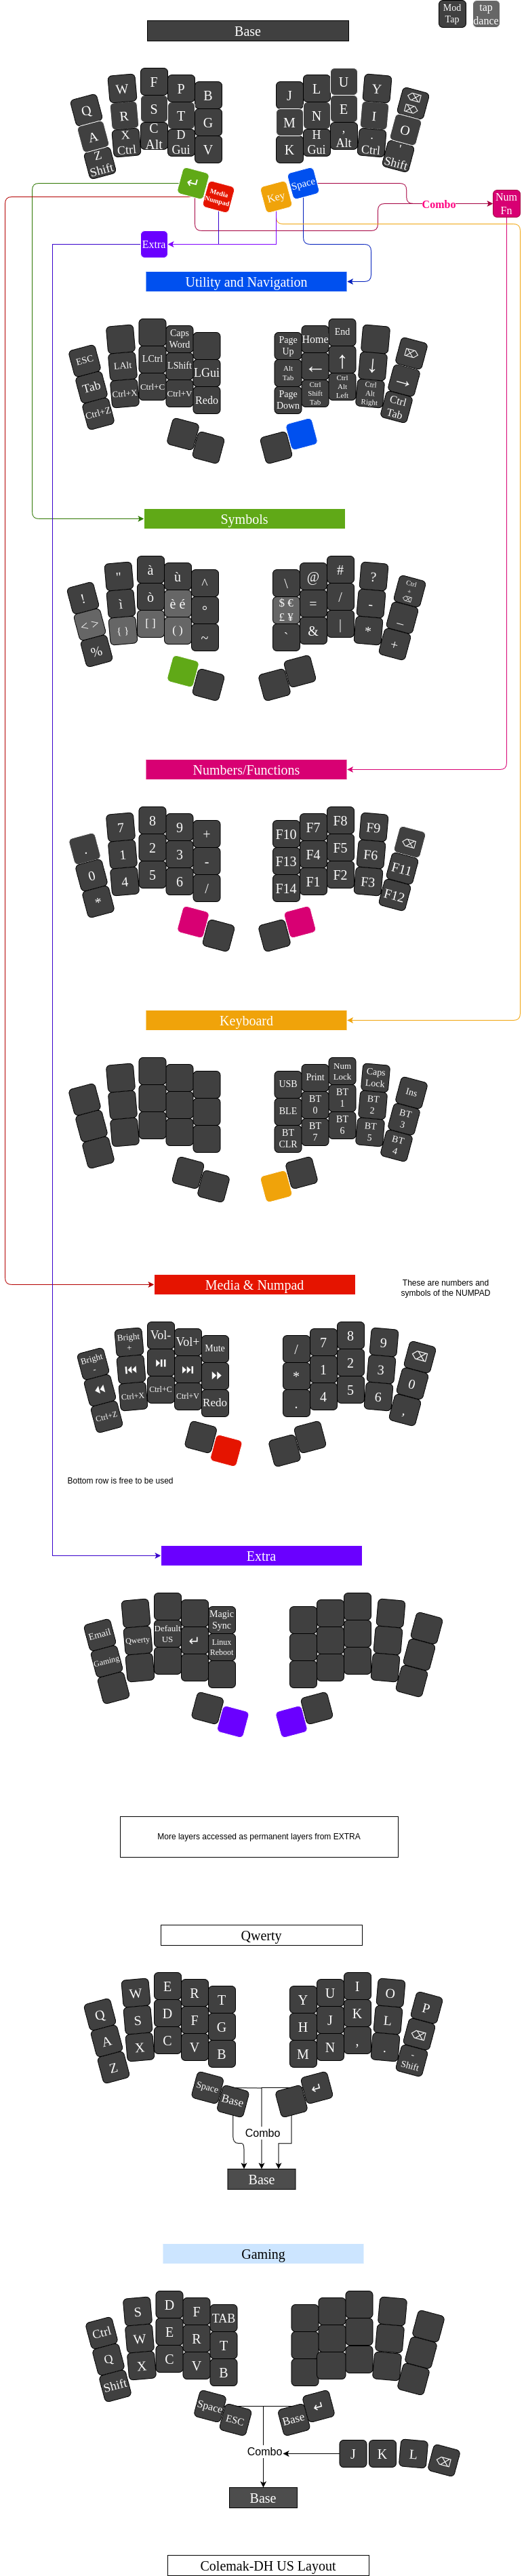 Mod
Tap
tap
dance
Base
Q W F P B
J L U Y ⌫ ⌦
A R S T G
M N E I O
Z Shift X Ctrl C Alt D Gui V
K H Gui , Alt . Ctrl ' Shift
↵ Media Numpad
Key Space
Combo
Num
Fn
Extra
Utility and Navigation
ESC Caps Word
Page Up Home End ⌦
Tab LAlt LCtrl LShift LGui
Alt Tab ← ↑ ↓ →
Ctrl+Z Ctrl+X Ctrl+C Ctrl+V Redo
Page Down Ctrl Shift Tab Ctrl Alt Left Ctrl Alt Right Ctrl Tab
Symbols
! " à ù ^
\ @ # ? Ctrl + ⌫
< > ì ò è é °
$ € £ ¥ = / - _
% { } [ ] ( ) ~
` & | * +
Numbers/Functions
. 7 8 9 +
F10 F7 F8 F9 ⌫
0 1 2 3 -
F13 F4 F5 F6 F11
* 4 5 6 /
F14 F1 F2 F3 F12
Keyboard
USB Print Num Lock Caps Lock Ins
BLE BT 0 BT 1 BT 2 BT 3
BT CLR BT 7 BT 6 BT 5 BT 4
Media & Numpad
These are numbers and
symbols of the NUMPAD
Bright - Bright + Vol- Vol+ Mute
/ 7 8 9 ⌫
⏪ ⏮ ⏯ ⏭ ⏩
* 1 2 3 0
Ctrl+Z Ctrl+X Ctrl+C Ctrl+V Redo
. 4 5 6 ,
Bottom row is free to be used
Extra
Email Magic Sync
Gaming Qwerty Default US ↵ Linux Reboot
More layers accessed as permanent layers from EXTRA
Qwerty
Q W E R T
Y U I O P
A S D F G
H J K L ⌫
Z X C V B
M N , . - Shift
Space Base ↵
Combo
Base
Gaming
Ctrl S D F TAB
Q W E R T
Shift X C V B
Space ESC Base ↵
Combo
J K L ⌫
Base
Colemak-DH US Layout